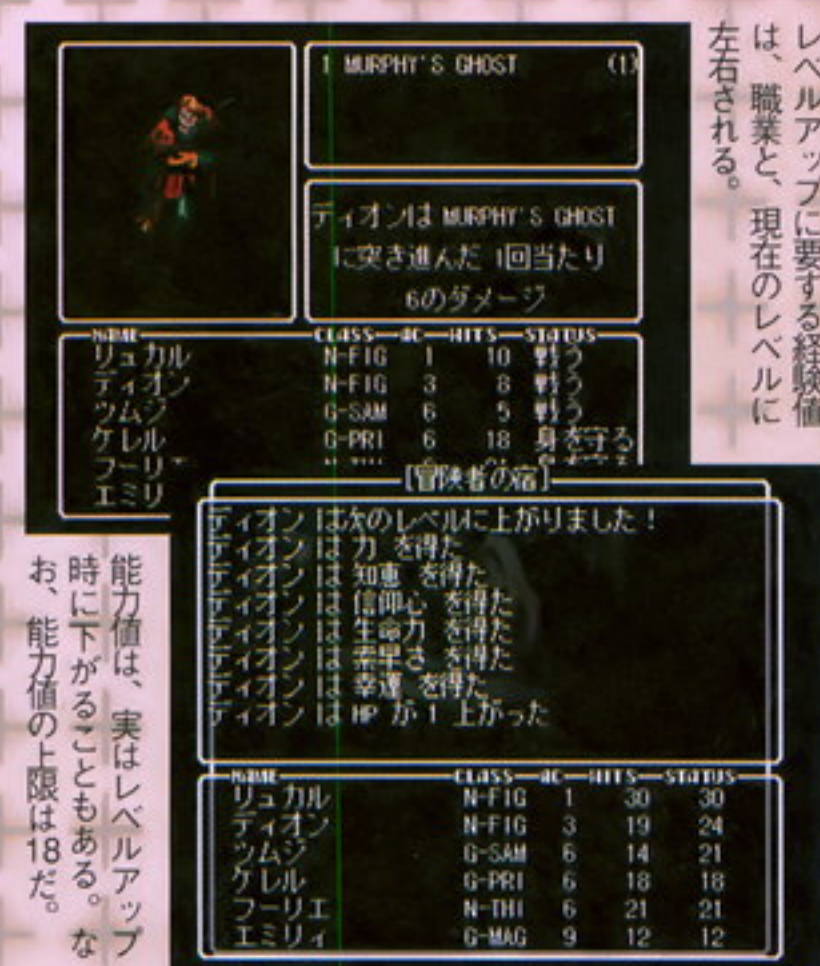 レベルアップに要する経験値
は、職業と、現在のレベルに
左右される。
1 MURPHY'S GHOST (1)
ディオンは MURPHY'S GHOST
に突き進んだ 1回当たり
6のダメージ
NAME CLASS AC HITS STATUS
リュカル N-FIG 1 10 戦う
ディオン N-FIG 3 8 戦う
ツムジ G-SAM 6 5 戦う
ケレル G-PRI 6 18 身を守る
フーリエ
エミリ
[冒険者の宿]
ディオン は次のレベルに上がりました！
ディオン は 力 を得た
ディオン は 知恵 を得た
ディオン は 信仰心 を得た
ディオン は 生命力 を得た
ディオン は 素早さ を得た
ディオン は 幸運 を得た
ディオン は HP が 1 上がった
NAME CLASS AC HITS STATUS
リュカル N-FIG 1 30 30
ディオン N-FIG 3 19 24
ツムジ G-SAM 6 14 21
ケレル G-PRI 6 18 18
フーリエ N-THI 6 21 21
エミリィ G-MAG 9 12 12
能力値は、実はレベルアップ
時に下がることもある。な
お、能力値の上限は18だ。